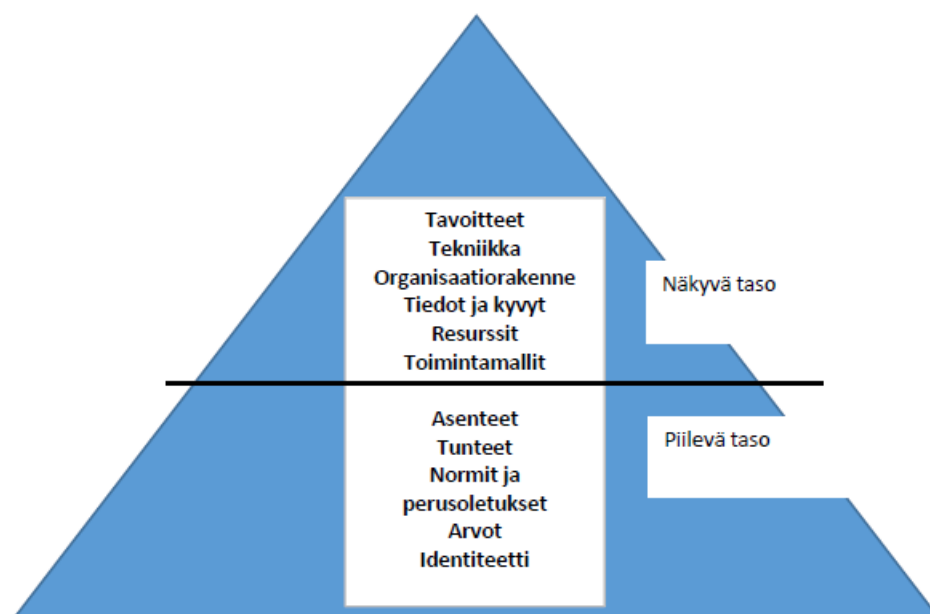 Tavoitteet
Tekniikka
Organisaatiorakenne
Tiedot ja kyvyt
Resurssit
Toimintamallit
Näkyvä taso
Asenteet
Tunteet
Normit ja
perusoletukset
Arvot
Identiteetti
Piilevä taso